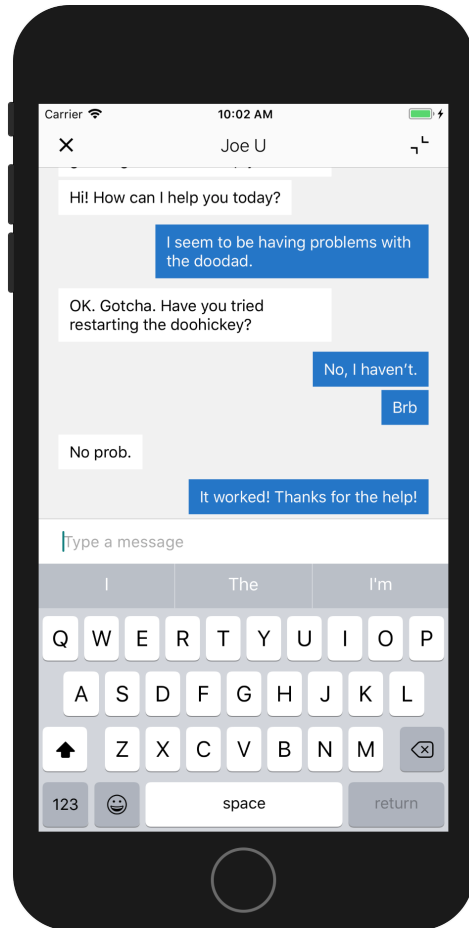 Carrier
10:02 AM
Joe U
Hi! How can I help you today?
I seem to be having problems with
the doodad.
OK. Gotcha. Have you tried
restarting the doohickey?
No, I haven’t.
Brb
No prob.
It worked! Thanks for the help!
Type a message
I The I'm
Q W E R T Y U I O P
A S D F G H J K L
Z X C V B N M
123 space return